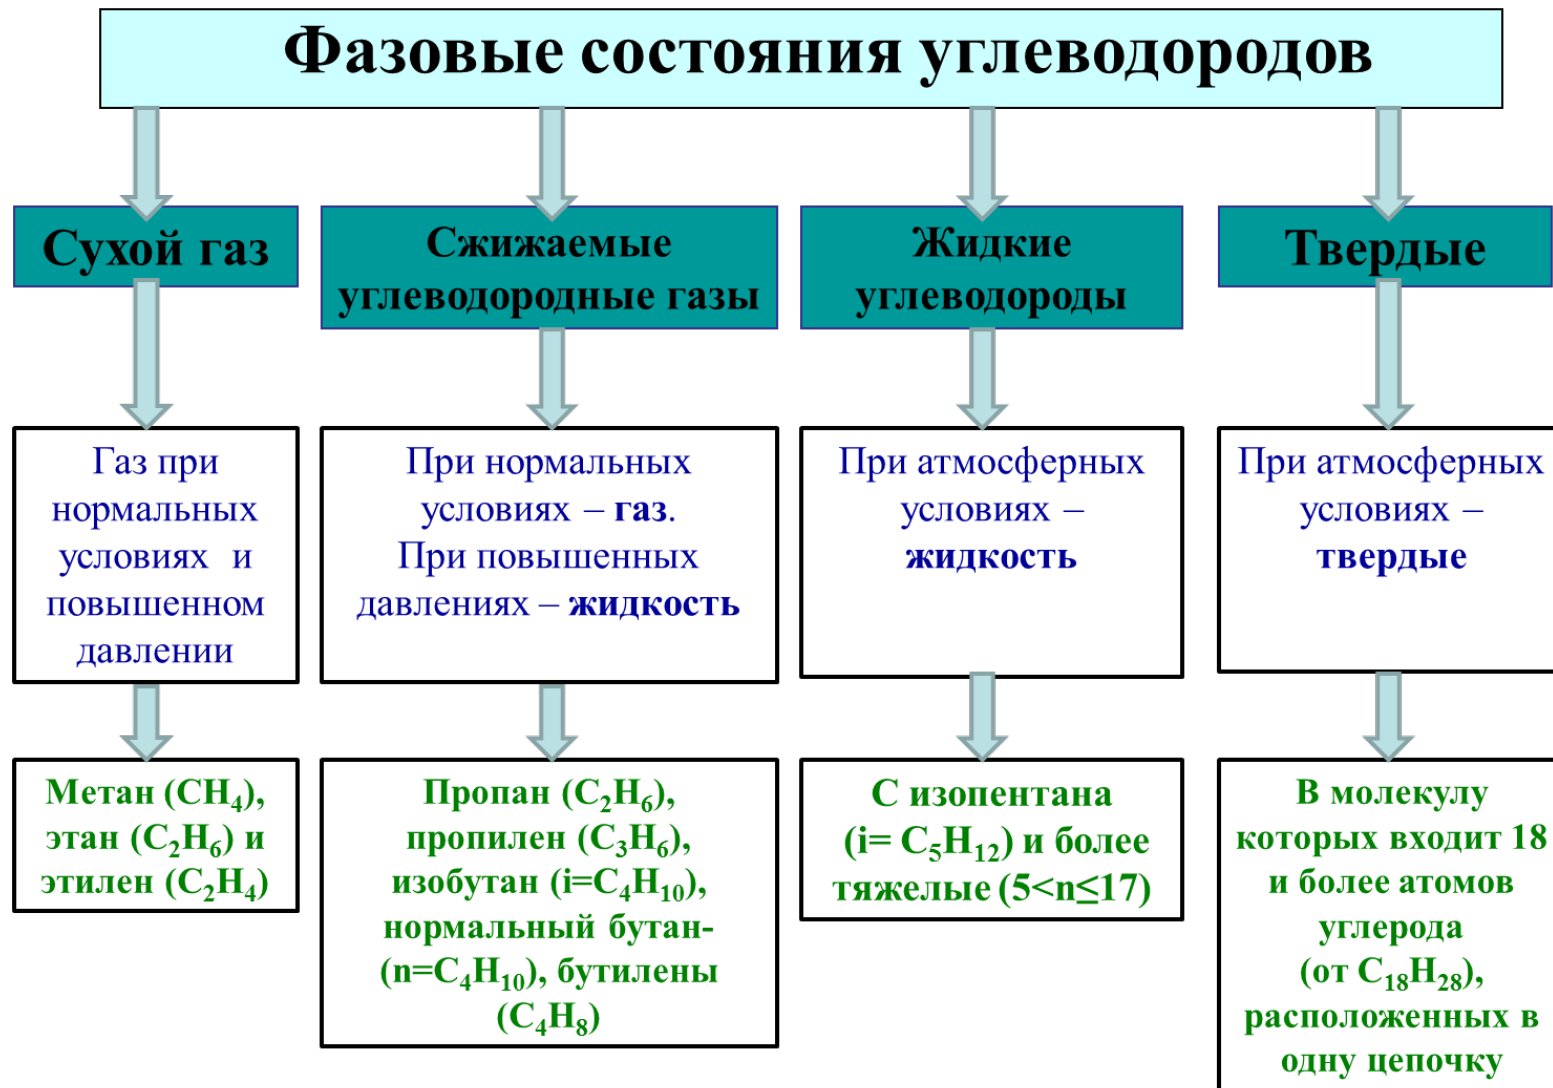 Фазовые состояния углеводородов
Сухой газ
Сжижаемые
углеводородные газы
Жидкие
углеводороды
Твердые
Газ при
нормальных
условиях и
повышенном
давлении
При нормальных
условиях – газ.
При повышенных
давлениях – жидкость
При атмосферных
условиях –
жидкость
При атмосферных
условиях –
твердые
Метан (CH₄),
этан (C₂H₆) и
этилен (C₂H₄)
Пропан (C₂H₆),
пропилен (C₃H₆),
изобутан (i=C₄H₁₀),
нормальный бутан-
(n=C₄H₁₀), бутилены
(C₄H₈)
С изопентана
(i= C₅H₁₂) и более
тяжелые (5<n≤17)
В молекулу
которых входит 18
и более атомов
углерода
(от C₁₈H₂₈),
расположенных в
одну цепочку